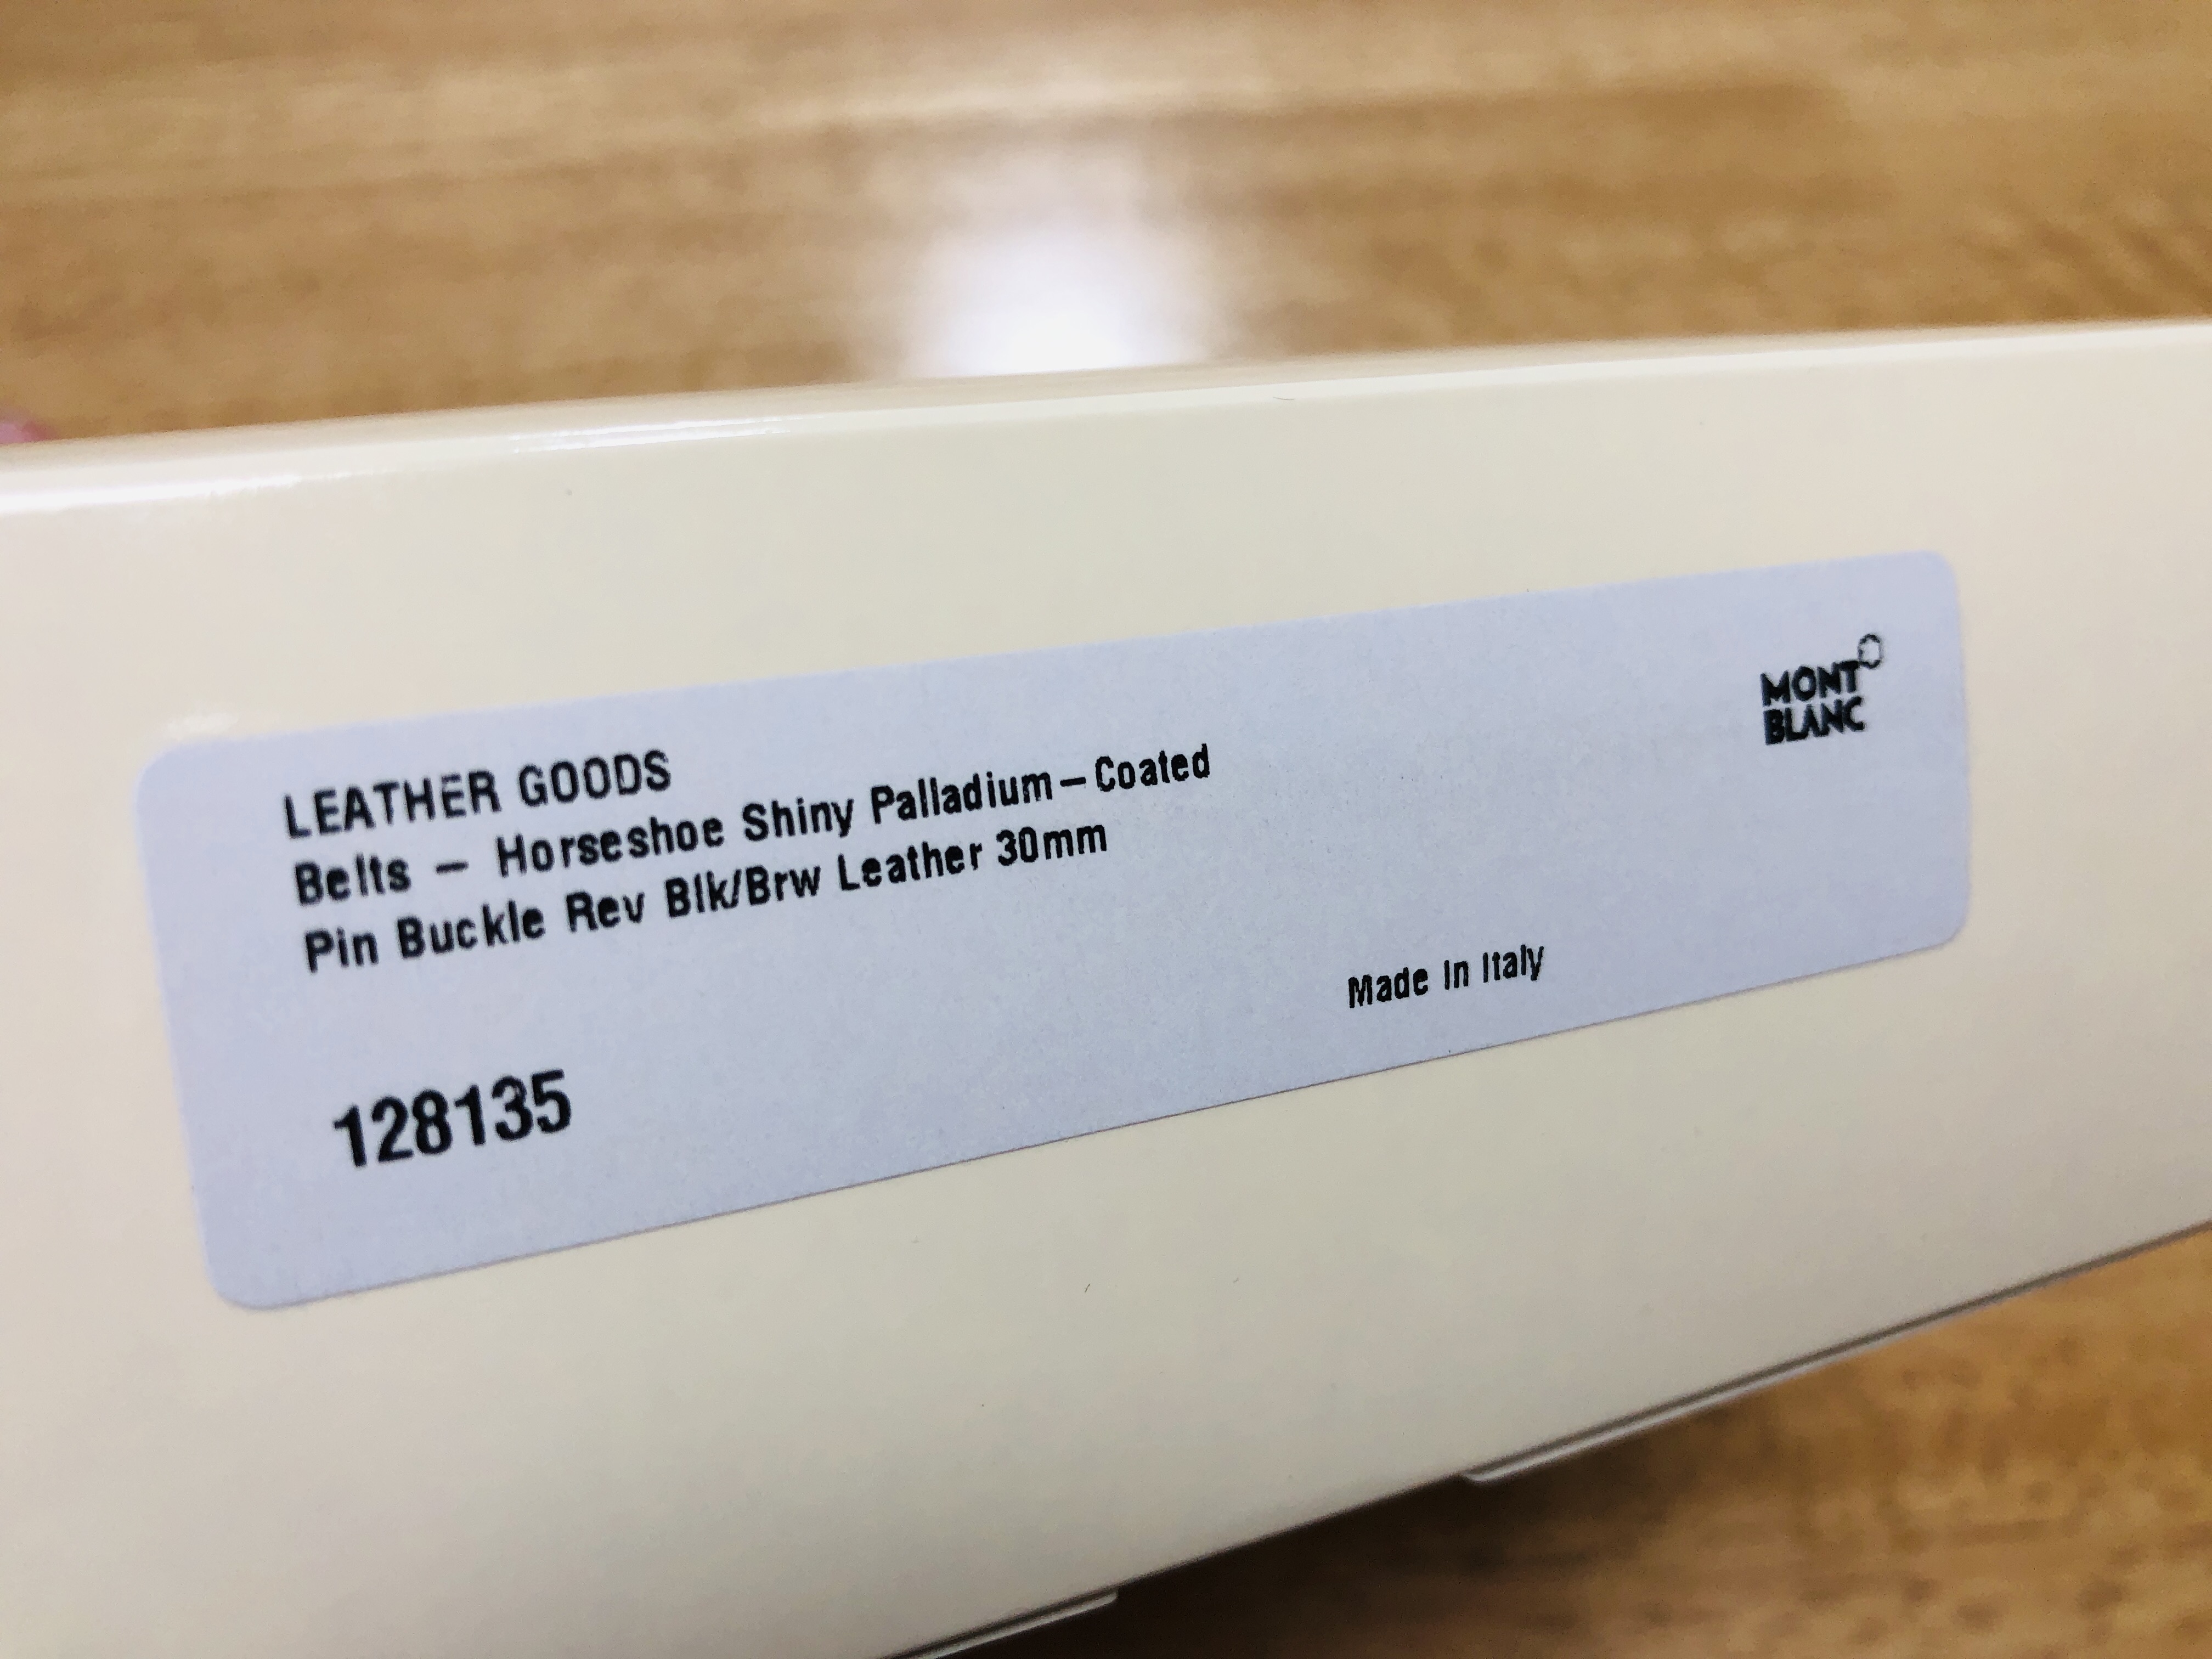 MONT
BLANC
LEATHER GOODS
Belts – Horseshoe Shiny Palladium–Coated
Pin Buckle Rev Blk/Brw Leather 30mm
Made In Italy
128135